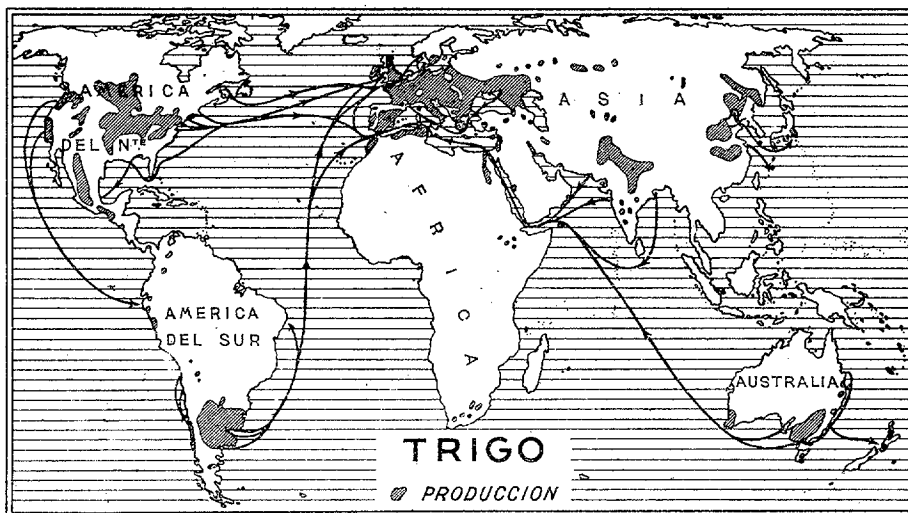 AMERICA
DEL NTE
ASIA
AFRICA
AMERICA
DEL SUR
AUSTRALIA
TRIGO
PRODUCCION